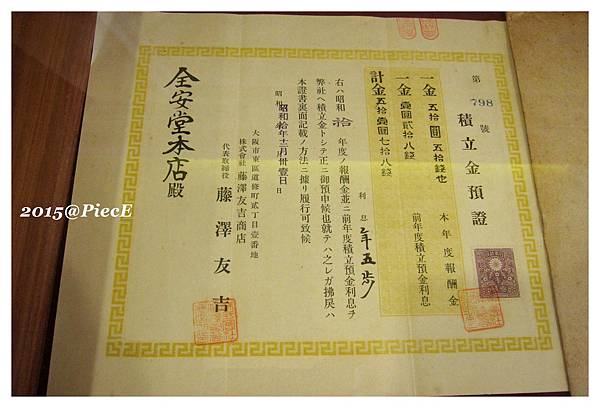 第798號
積立金預證
一金五拾圓五拾錢也
本年度報酬金
一金壹圓貳拾八錢
前年度積立預金利息
計金五拾壹圓七拾八錢
利息年五步
右ハ昭和拾年度ノ報酬金並ニ前年度積立預金利息ヲ
弊社ヘ積立金トシテ正ニ御預申候也就テハ之レガ拂戾ハ
本證書裏面記載ノ方法ニ據リ履行可致候
昭和拾年十二月卅壹日
大阪市東區道修町貳丁目壹番地
株式會社藤澤友吉商店
代表取締役藤澤友吉
全安堂本店殿
2015@PiecE